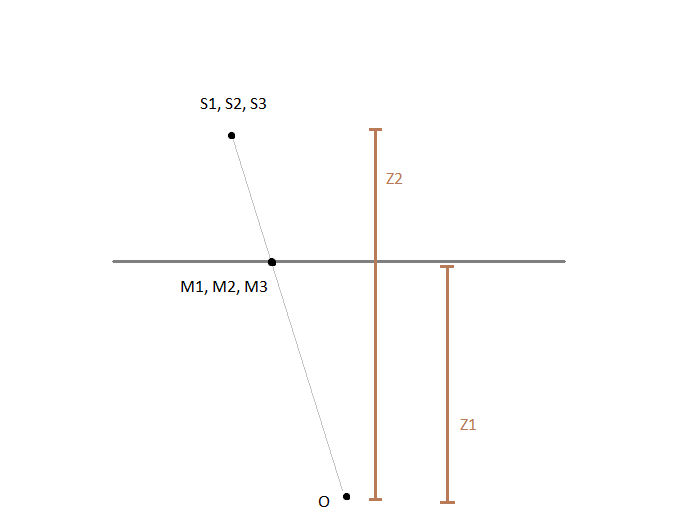 S1, S2, S3
Z2
M1, M2, M3
Z1
O